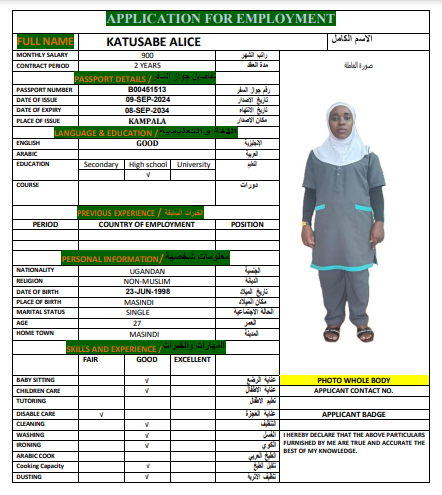 APPLICATION FOR EMPLOYMENT
FULL NAME KATUSABE ALICE الاسم الكامل
MONTHLY SALARY 900 راتب الشهر
CONTRACT PERIOD 2 YEARS مدة العقد صورة العاملة
PASSPORT DETAILS / تفاصيل جواز السفر
PASSPORT NUMBER B00451513 رقم جواز السفر
DATE OF ISSUE 09-SEP-2024 تاريخ الاصدار
DATE OF EXPIRY 08-SEP-2034 تاريخ الانتهاء
PLACE OF ISSUE KAMPALA مكان الاصدار
LANGUAGE & EDUCATION /
ENGLISH GOOD الانجليزية
ARABIC العربية
EDUCATION Secondary High school University التعليم
√
COURSE دورات
PREVIOUS EXPERIENCE / الخبرات السابقة
PERIOD COUNTRY OF EMPLOYMENT POSITION
PERSONAL INFORMATION / معلومات شخصية
NATIONALITY UGANDAN الجنسية
RELIGION NON-MUSLIM الديانة
DATE OF BIRTH 23-JUN-1998 تاريخ الميلاد
PLACE OF BIRTH MASINDI مكان الميلاد
MARITAL STATUS SINGLE الحالة الاجتماعية
AGE 27 العمر
HOME TOWN MASINDI المدينة
SKILLS AND EXPERIENCE / المهارات و الخبرات
FAIR GOOD EXCELLENT
BABY SITTING √ عناية الرضع PHOTO WHOLE BODY
CHILDREN CARE √ عناية الاطفال APPLICANT CONTACT NO.
TUTORING تعليم الاطفال
DISABLE CARE √ عناية العجزة APPLICANT BADGE
CLEANING √ التنظيف
WASHING √ الغسل I HEREBY DECLARE THAT THE ABOVE PARTICULARS
IRONING √ الكوي FURNISHED BY ME ARE TRUE AND ACCURATE THE
ARABIC COOK الطبخ العربي BEST OF MY KNOWLEDGE.
Cooking Capacity √ الطبخ
DUSTING √ تنظيف الاتربة